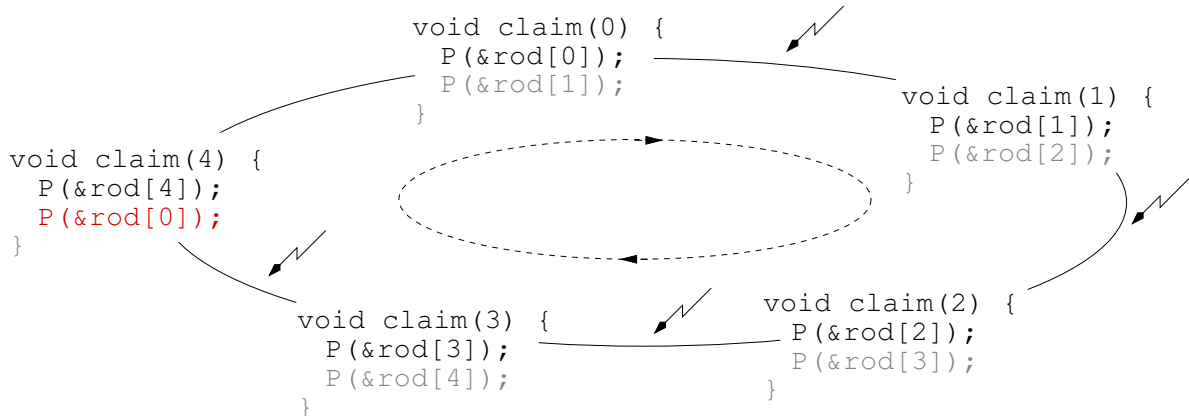 void claim(0) {
P(&rod[0]);
P(&rod[1]);
}
void claim(1) {
P(&rod[1]);
P(&rod[2]);
}
void claim(4) {
P(&rod[4]);
P(&rod[0]);
}
void claim(2) {
P(&rod[2]);
P(&rod[3]);
}
void claim(3) {
P(&rod[3]);
P(&rod[4]);
}